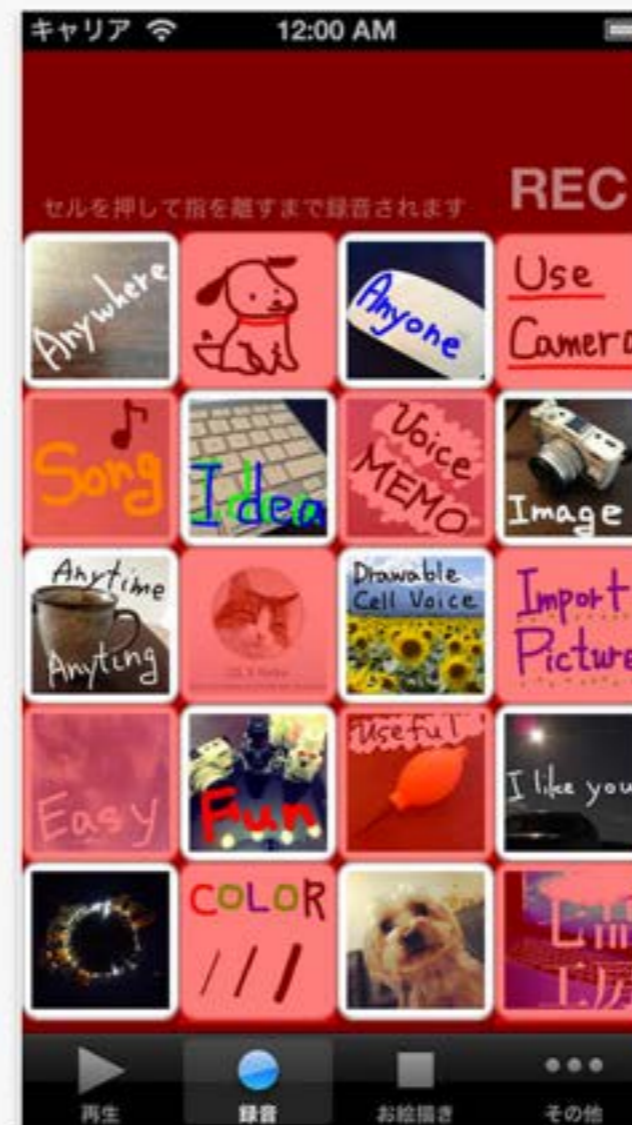 キャリア 12:00 AM
REC
セルを押して指を離すまで録音されます
Anywhere
Anyone
Use
Camera
Song
Idea
Voice
MEMO
Image
Anytime
Anyting
Drawable
Cell Voice
Import
Picture
Easy
Fun
Useful
I like you
COLOR
工房
再生
録音
お絵描き
その他